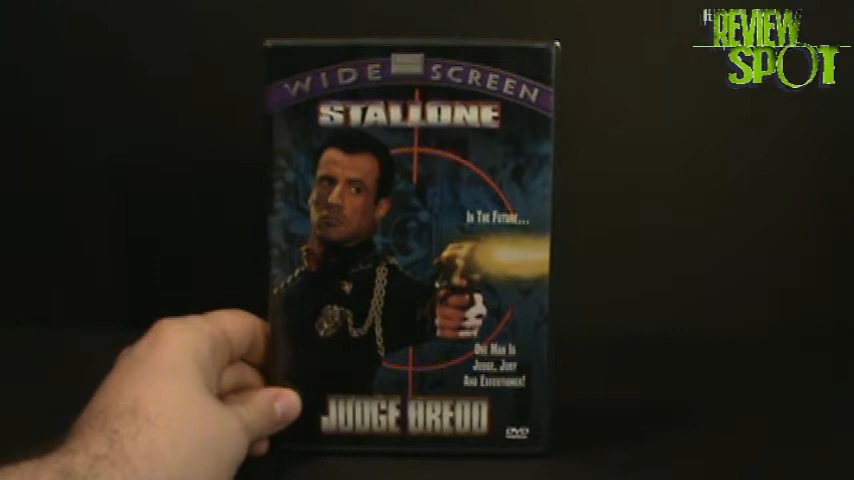 REVIEW
SPOT
WIDE SCREEN
STALLONE
IN THE FUTURE...
ONE MAN IS
JUDGE, JURY
AND EXECUTIONER!
JUDGE DREDD
DVD